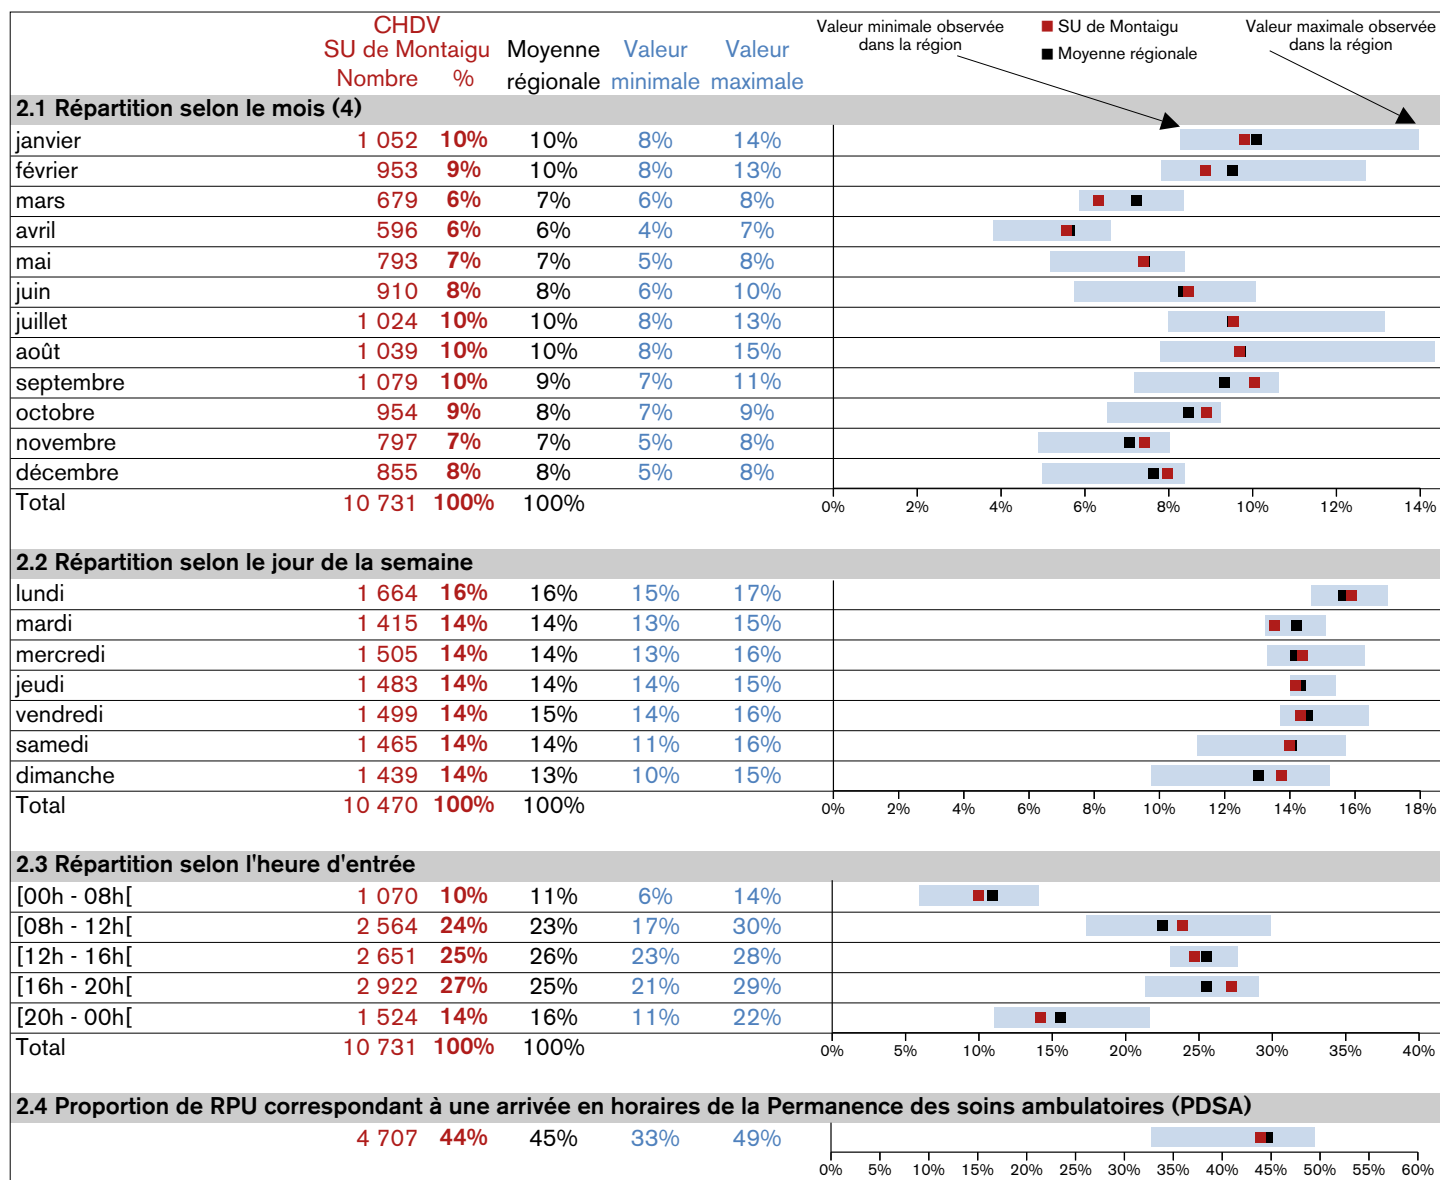 CHDV
SU de Montaigu Moyenne Valeur Valeur
Nombre % régionale minimale maximale
Valeur minimale observée
dans la région
SU de Montaigu
Moyenne régionale
Valeur maximale observée
dans la région
2.1 Répartition selon le mois (4)
janvier 1 052 10% 10% 8% 14%
février 953 9% 10% 8% 13%
mars 679 6% 7% 6% 8%
avril 596 6% 6% 4% 7%
mai 793 7% 7% 5% 8%
juin 910 8% 8% 6% 10%
juillet 1 024 10% 10% 8% 13%
août 1 039 10% 10% 8% 15%
septembre 1 079 10% 9% 7% 11%
octobre 954 9% 8% 7% 9%
novembre 797 7% 7% 5% 8%
décembre 855 8% 8% 5% 8%
Total 10 731 100% 100%
0% 2% 4% 6% 8% 10% 12% 14%
2.2 Répartition selon le jour de la semaine
lundi 1 664 16% 16% 15% 17%
mardi 1 415 14% 14% 13% 15%
mercredi 1 505 14% 14% 13% 16%
jeudi 1 483 14% 14% 14% 15%
vendredi 1 499 14% 15% 14% 16%
samedi 1 465 14% 14% 11% 16%
dimanche 1 439 14% 13% 10% 15%
Total 10 470 100% 100%
0% 2% 4% 6% 8% 10% 12% 14% 16% 18%
2.3 Répartition selon l'heure d'entrée
[00h - 08h[ 1 070 10% 11% 6% 14%
[08h - 12h[ 2 564 24% 23% 17% 30%
[12h - 16h[ 2 651 25% 26% 23% 28%
[16h - 20h[ 2 922 27% 25% 21% 29%
[20h - 00h[ 1 524 14% 16% 11% 22%
Total 10 731 100% 100%
0% 5% 10% 15% 20% 25% 30% 35% 40%
2.4 Proportion de RPU correspondant à une arrivée en horaires de la Permanence des soins ambulatoires (PDSA)
4 707 44% 45% 33% 49%
0% 5% 10% 15% 20% 25% 30% 35% 40% 45% 50% 55% 60%